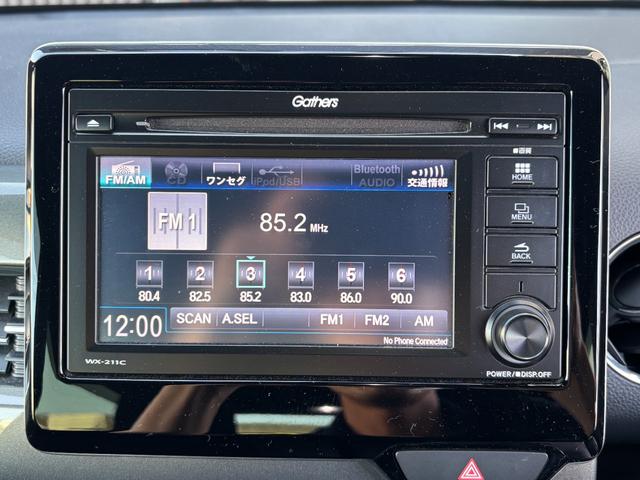 Gathers
FM/AM CD ワンセグ iPod/USB Bluetooth AUDIO 交通情報
HOME
FM 1 85.2 MHz
MENU
BACK
1 2 3 4 5 6
80.4 82.5 85.2 83.0 86.0 90.0
12:00 SCAN A.SEL FM1 FM2 AM
No Phone Connected
WX-211C
POWER/■DISP.OFF